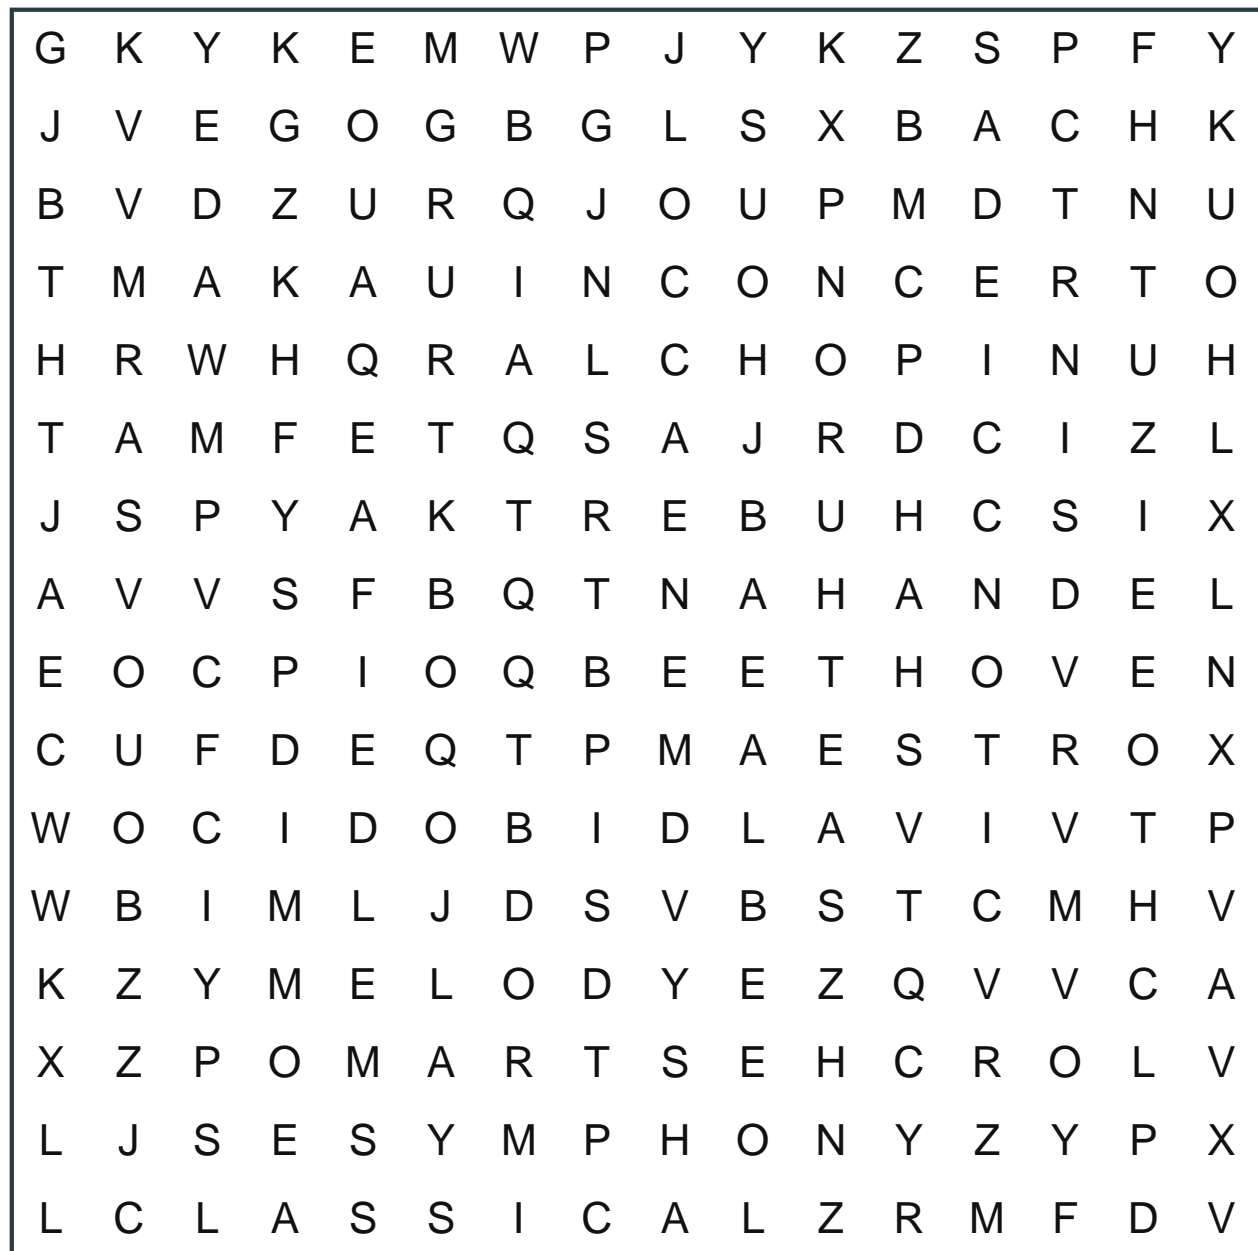 G K Y K E M W P J Y K Z S P F Y
J V E G O G B G L S X B A C H K
B V D Z U R Q J O U P M D T N U
T M A K A U I N C O N C E R T O
H R W H Q R A L C H O P I N U H
T A M F E T Q S A J R D C I Z L
J S P Y A K T R E B U H C S I X
A V V S F B Q T N A H A N D E L
E O C P I O Q B E E T H O V E N
C U F D E Q T P M A E S T R O X
W O C I D O B I D L A V I V T P
W B I M L J D S V B S T C M H V
K Z Y M E L O D Y E Z Q V V C A
X Z P O M A R T S E H C R O L V
L J S E S Y M P H O N Y Z Y P X
L C L A S S I C A L Z R M F D V